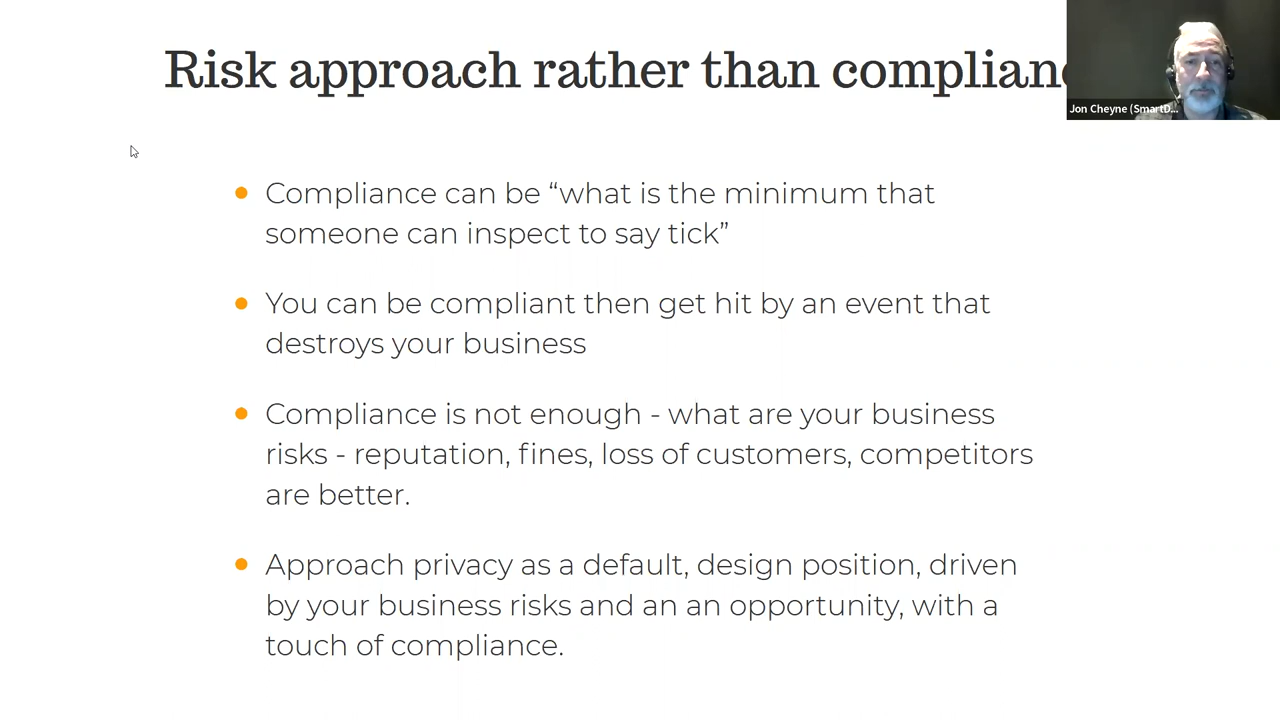 Risk approach rather than complian
Jon Cheyne (SmartD...
Compliance can be “what is the minimum that
someone can inspect to say tick”
You can be compliant then get hit by an event that
destroys your business
Compliance is not enough - what are your business
risks - reputation, fines, loss of customers, competitors
are better.
Approach privacy as a default, design position, driven
by your business risks and an an opportunity, with a
touch of compliance.